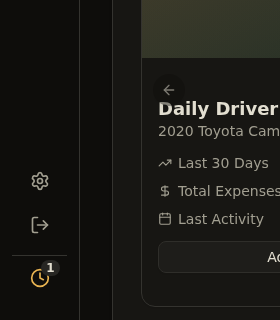 Daily Driver
2020 Toyota Cam
Last 30 Days
Total Expenses
Last Activity
Ac
1